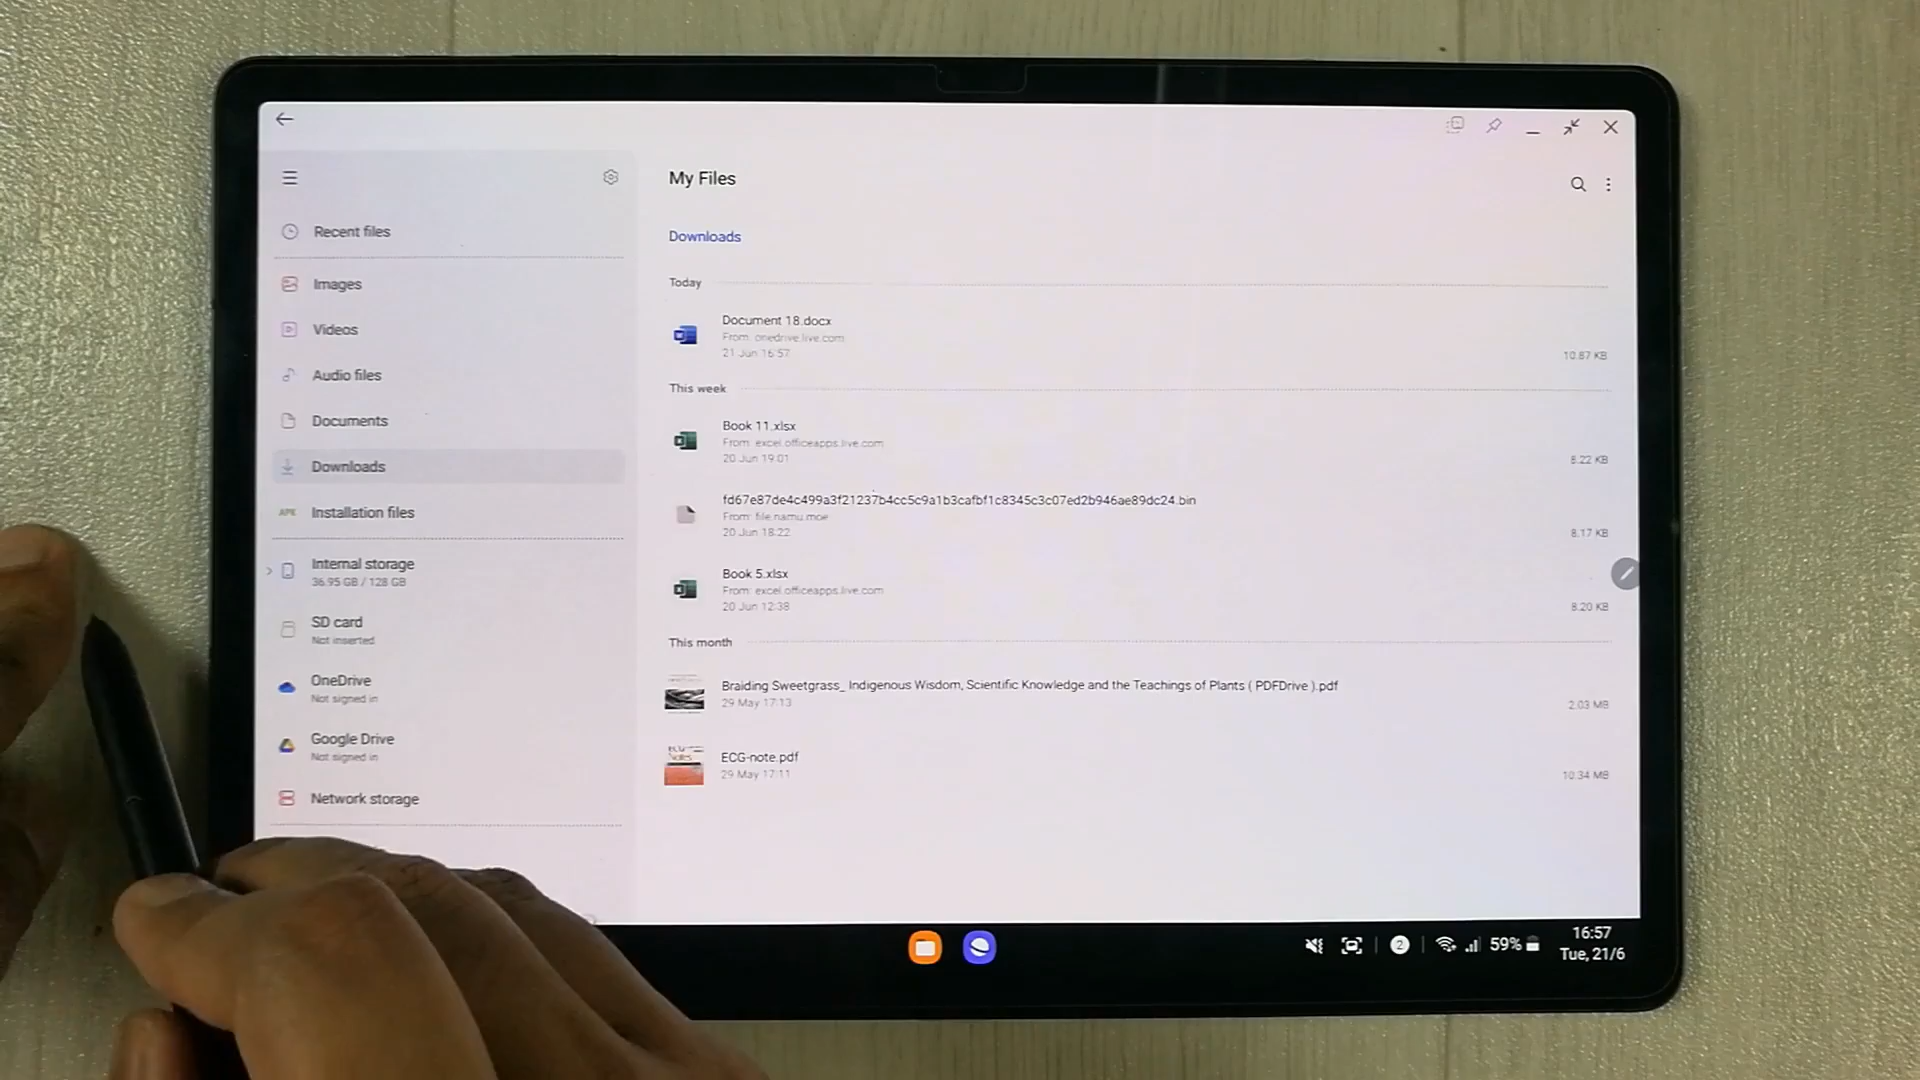 Recent files
Images
Videos
Audio files
Documents
Downloads
APK Installation files
Internal storage
36.95 GB / 128 GB
SD card
Not inserted
OneDrive
Not signed in
Google Drive
Not signed in
Network storage
My Files
Downloads
Today
Document 18.docx
From: onedrive.live.com
21 Jun 16:57
10.87 KB
This week
Book 11.xlsx
From: excel.officeapps.live.com
20 Jun 19:01
8.22 KB
fd67e87de4c499a3f21237b4cc5c9a1b3cafbf1c8345c3c07ed2b946ae89dc24.bin
From: file.namu.moe
20 Jun 18:22
8.17 KB
Book 5.xlsx
From: excel.officeapps.live.com
20 Jun 12:38
8.20 KB
This month
Braiding Sweetgrass_ Indigenous Wisdom, Scientific Knowledge and the Teachings of Plants ( PDFDrive ).pdf
29 May 17:13
2.03 MB
Notes
ECG-note.pdf
29 May 17:11
10.34 MB
2
59%
16:57
Tue, 21/6